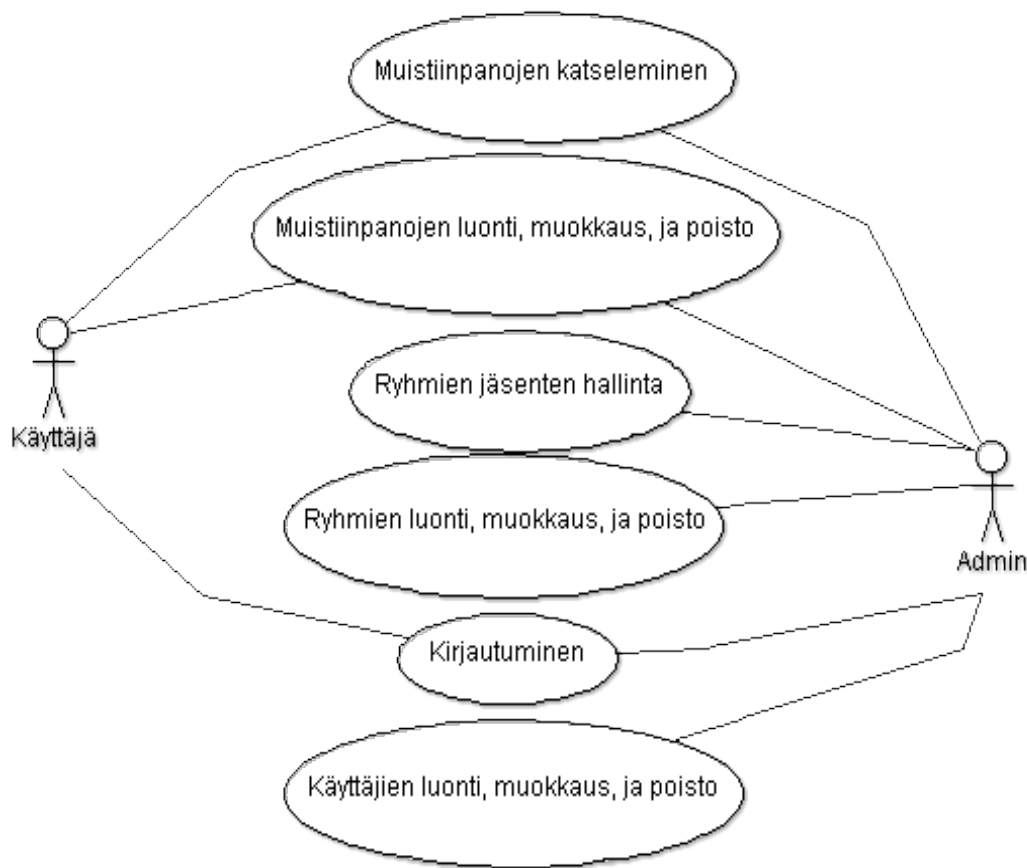 Muistiinpanojen katseleminen
Muistiinpanojen luonti, muokkaus, ja poisto
Ryhmien jäsenten hallinta
Käyttäjä
Ryhmien luonti, muokkaus, ja poisto
Admin
Kirjautuminen
Käyttäjien luonti, muokkaus, ja poisto